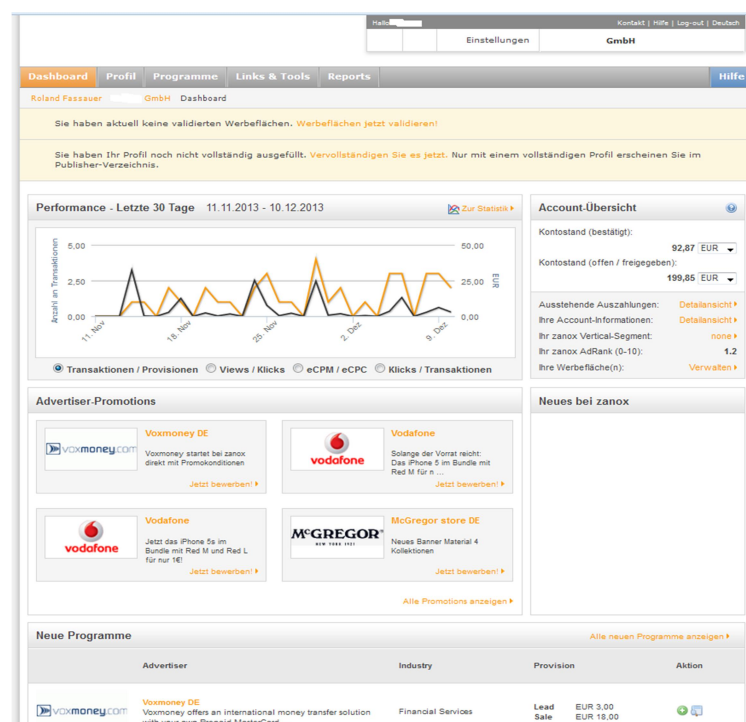 Hallo
Kontakt | Hilfe | Log-out | Deutsch
Einstellungen GmbH
Dashboard Profil Programme Links & Tools Reports Hilfe
Roland Fassauer GmbH Dashboard
Sie haben aktuell keine validierten Werbeflächen. Werbeflächen jetzt validieren!
Sie haben Ihr Profil noch nicht vollständig ausgefüllt. Vervollständigen Sie es jetzt. Nur mit einem vollständigen Profil erscheinen Sie im
Publisher-Verzeichnis.
Performance - Letzte 30 Tage 11.11.2013 - 10.12.2013 Zur Statistik
Anzahl an Transaktionen
5,00
2,50
0,00
50,00
25,00
0,00
EUR
11. Nov
18. Nov
25. Nov
2. Dez
9. Dez
Transaktionen / Provisionen Views / Klicks eCPM / eCPC Klicks / Transaktionen
Account-Übersicht
Kontostand (bestätigt):
92,87 EUR
Kontostand (offen / freigegeben):
199,85 EUR
Ausstehende Auszahlungen: Detailansicht
Ihre Account-Informationen: Detailansicht
Ihr zanox Vertical-Segment: none
Ihr zanox AdRank (0-10): 1.2
Ihre Werbefläche(n): Verwalten
Advertiser-Promotions
voxmoney.com
Voxmoney DE
Voxmoney startet bei zanox
direkt mit Promokonditionen
Jetzt bewerben!
vodafone
Vodafone
Solange der Vorrat reicht:
Das iPhone 5 im Bundle mit
Red M für n ...
Jetzt bewerben!
vodafone
Vodafone
Jetzt das iPhone 5s im
Bundle mit Red M und Red L
für nur 1€!
Jetzt bewerben!
McGREGOR
NEW YORK 1921
McGregor store DE
Neues Banner Material 4
Kollektionen
Jetzt bewerben!
Alle Promotions anzeigen
Neues bei zanox
Neue Programme Alle neuen Programme anzeigen
Advertiser Industry Provision Aktion
voxmoney.com
Voxmoney DE
Voxmoney offers an international money transfer solution
with your own Prepaid MasterCard
Financial Services
Lead EUR 3,00
Sale EUR 18,00